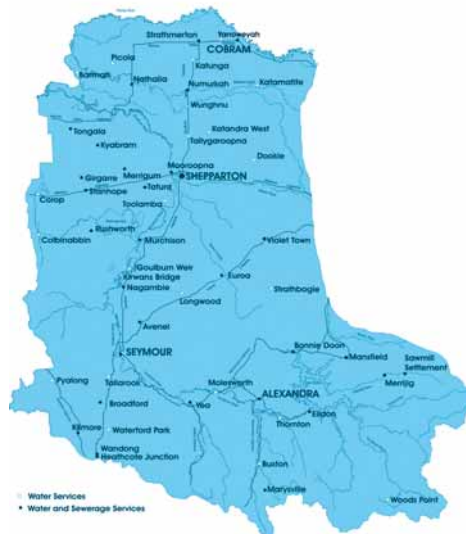 Strathmerton
Yarroweyah
COBRAM
Picola
Katunga
Barmah
Nathalia
Numurkah
Katamatite
Wunghnu
Tongala
Katandra West
Kyabram
Tallygaroopna
Dookie
Mooroopna
Girgarre
Merrigum
SHEPPARTON
Stanhope
Tatura
Corop
Toolamba
Rushworth
Colbinabbin
Murchison
Violet Town
Goulburn Weir
Kirwans Bridge
Euroa
Nagambie
Strathbogie
Longwood
Avenel
SEYMOUR
Bonnie Doon
Mansfield
Sawmill
Settlement
Pyalong
Tallarook
Molesworth
Merrijig
Broadford
Yea
ALEXANDRA
Eildon
Thornton
Kilmore
Waterford Park
Wandong
Heathcote Junction
Buxton
Marysville
Woods Point
Water Services
Water and Sewerage Services